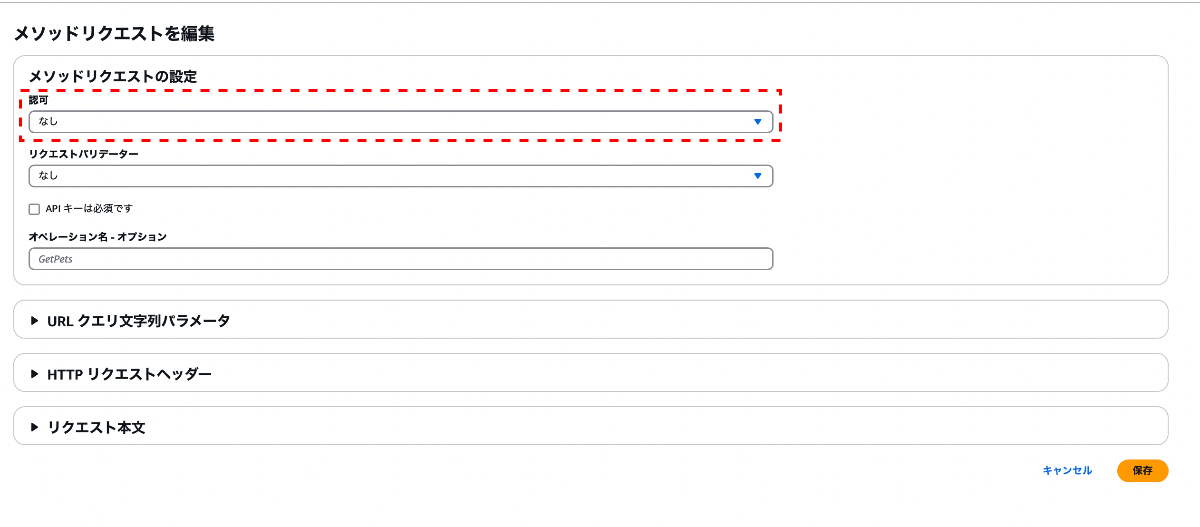 メソッドリクエストを編集
メソッドリクエストの設定
認可
なし
リクエストバリデーター
なし
API キーは必須です
オペレーション名 - オプション
GetPets
URL クエリ文字列パラメータ
HTTP リクエストヘッダー
リクエスト本文
キャンセル 保存